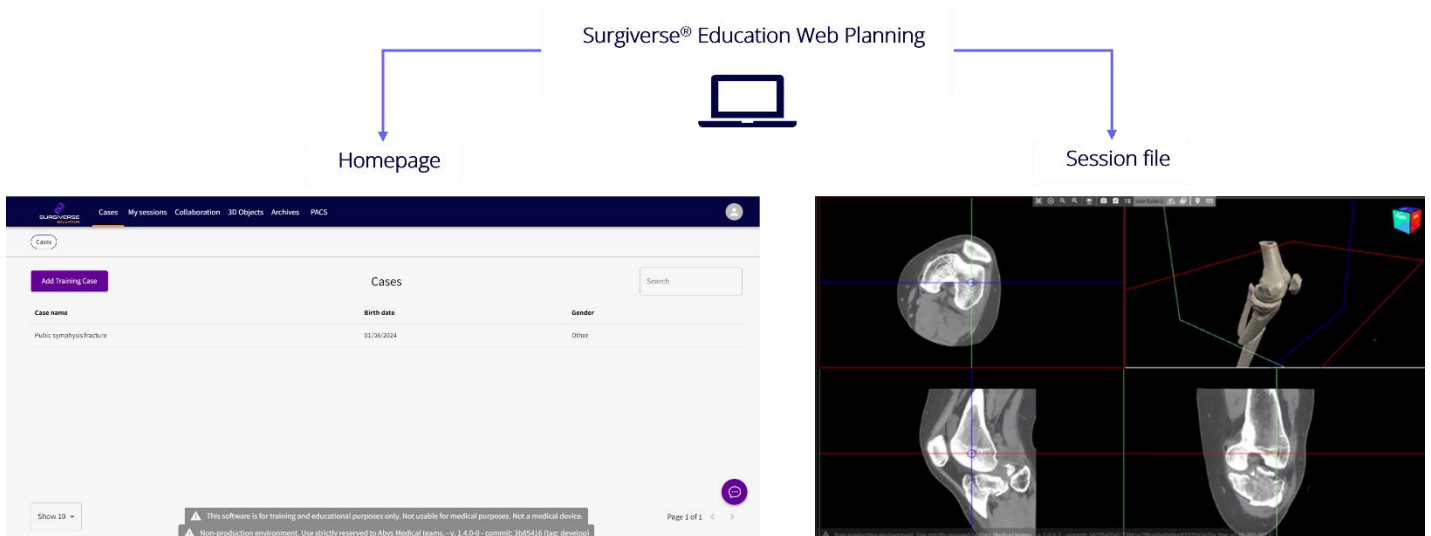 Surgiverse® Education Web Planning
Homepage
Session file
SURGIVERSE
EDUCATION
Cases My sessions Collaboration 3D Objects Archives PACS
Cases
Add Training Case
Cases
Search
Case name Birth date Gender
Pubic symphysis fracture 01/08/2024 Other
Show 10
This software is for training and educational purposes only. Not usable for medical purposes. Not a medical device.
Page 1 of 1
Non-production environment. Use strictly reserved to Abys Medical teams. - v. 1.4.0-0 - commit: 3b85416 (tag: develop)